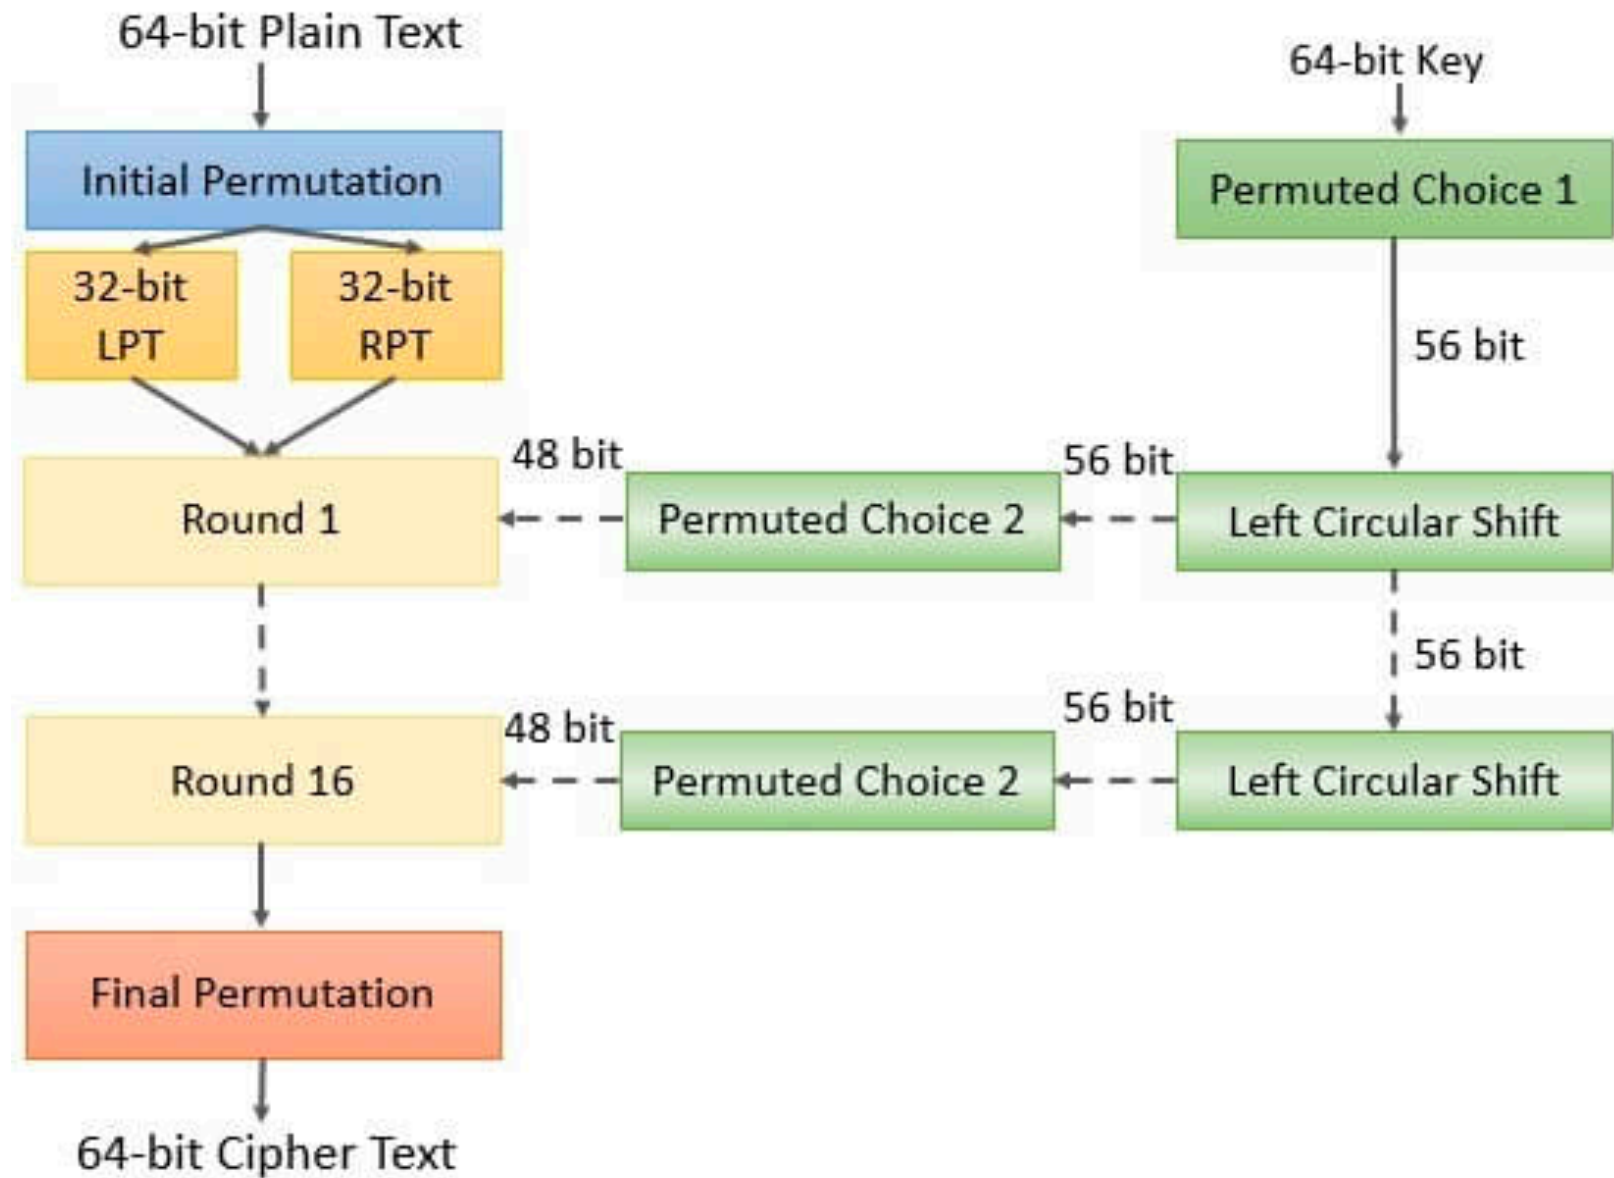 64-bit Plain Text
64-bit Key
Initial Permutation
Permuted Choice 1
32-bit
LPT
32-bit
RPT
56 bit
48 bit
56 bit
Round 1
Permuted Choice 2
Left Circular Shift
56 bit
48 bit
56 bit
Round 16
Permuted Choice 2
Left Circular Shift
Final Permutation
64-bit Cipher Text